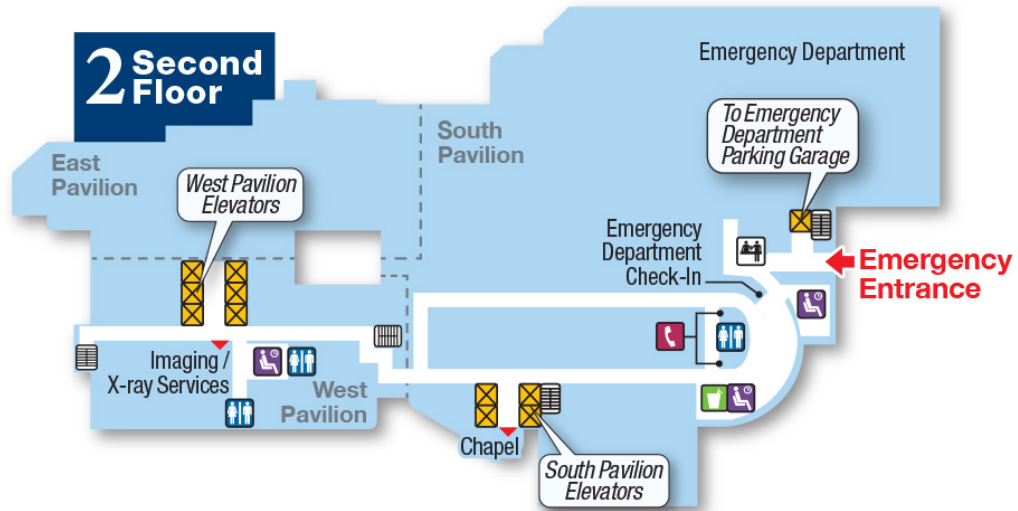 2 Second
Floor
Emergency Department
To Emergency
Department
Parking Garage
South
Pavilion
East
Pavilion
West Pavilion
Elevators
Emergency
Department
Check-In
Emergency
Entrance
Imaging /
X-ray Services
West
Pavilion
Chapel
South Pavilion
Elevators